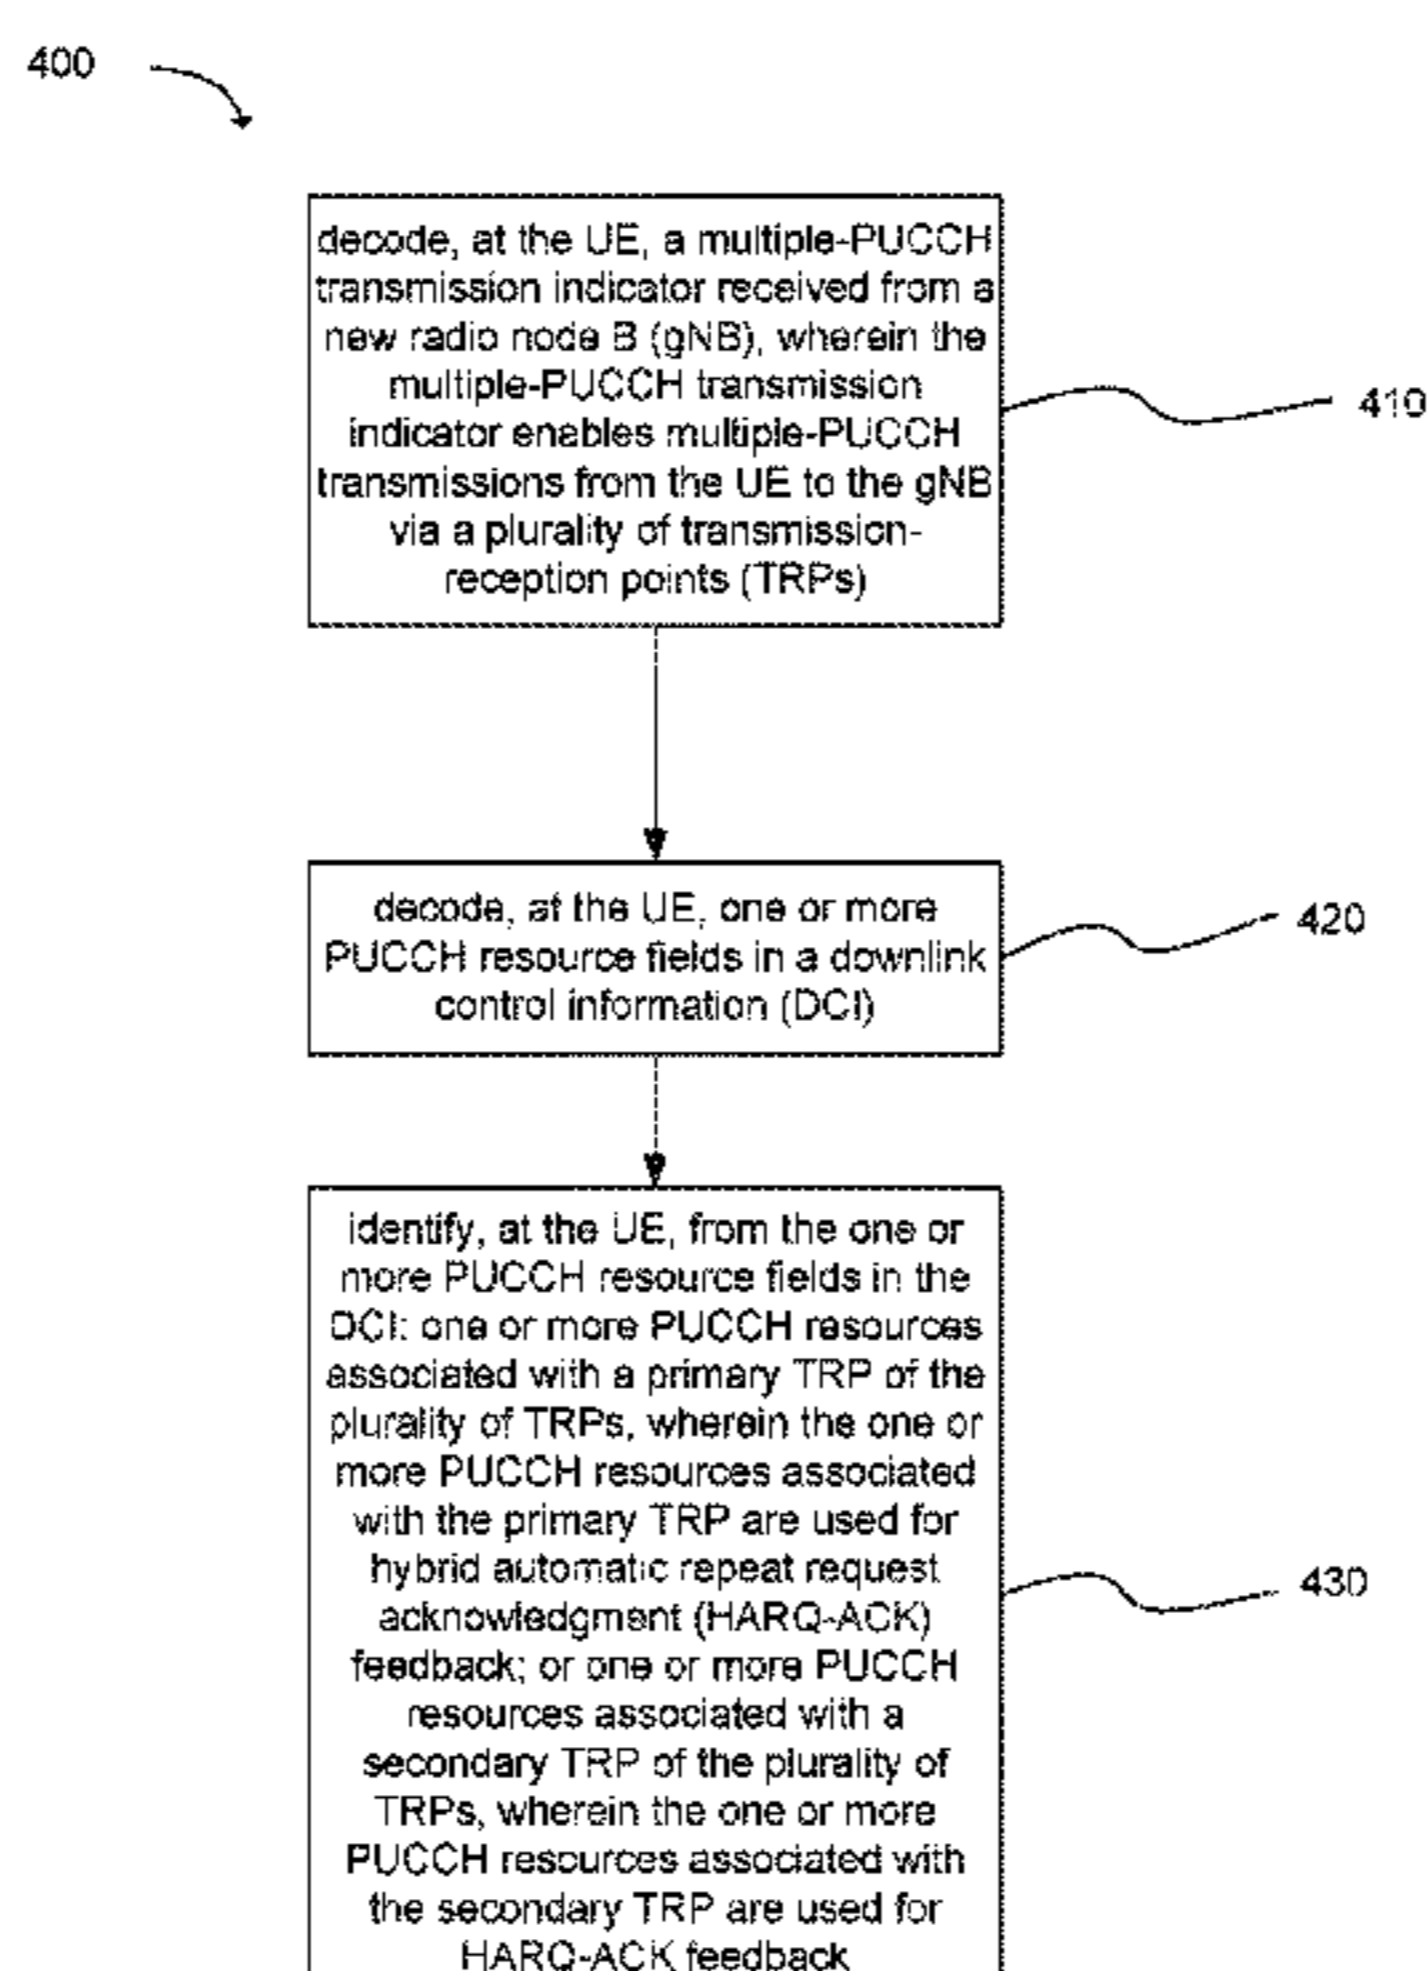 400
decode, at the UE, a multiple-PUCCH
transmission indicator received from a
new radio node B (gNB), wherein the
multiple-PUCCH transmission
indicator enables multiple-PUCCH
transmissions from the UE to the gNB
via a plurality of transmission-
reception points (TRPs)
410
decode, at the UE, one or more
PUCCH resource fields in a downlink
control information (DCI)
420
identify, at the UE, from the one or
more PUCCH resource fields in the
DCI: one or more PUCCH resources
associated with a primary TRP of the
plurality of TRPs, wherein the one or
more PUCCH resources associated
with the primary TRP are used for
hybrid automatic repeat request
acknowledgment (HARQ-ACK)
feedback; or one or more PUCCH
resources associated with a
secondary TRP of the plurality of
TRPs, wherein the one or more
PUCCH resources associated with
the secondary TRP are used for
HARQ-ACK feedback
430